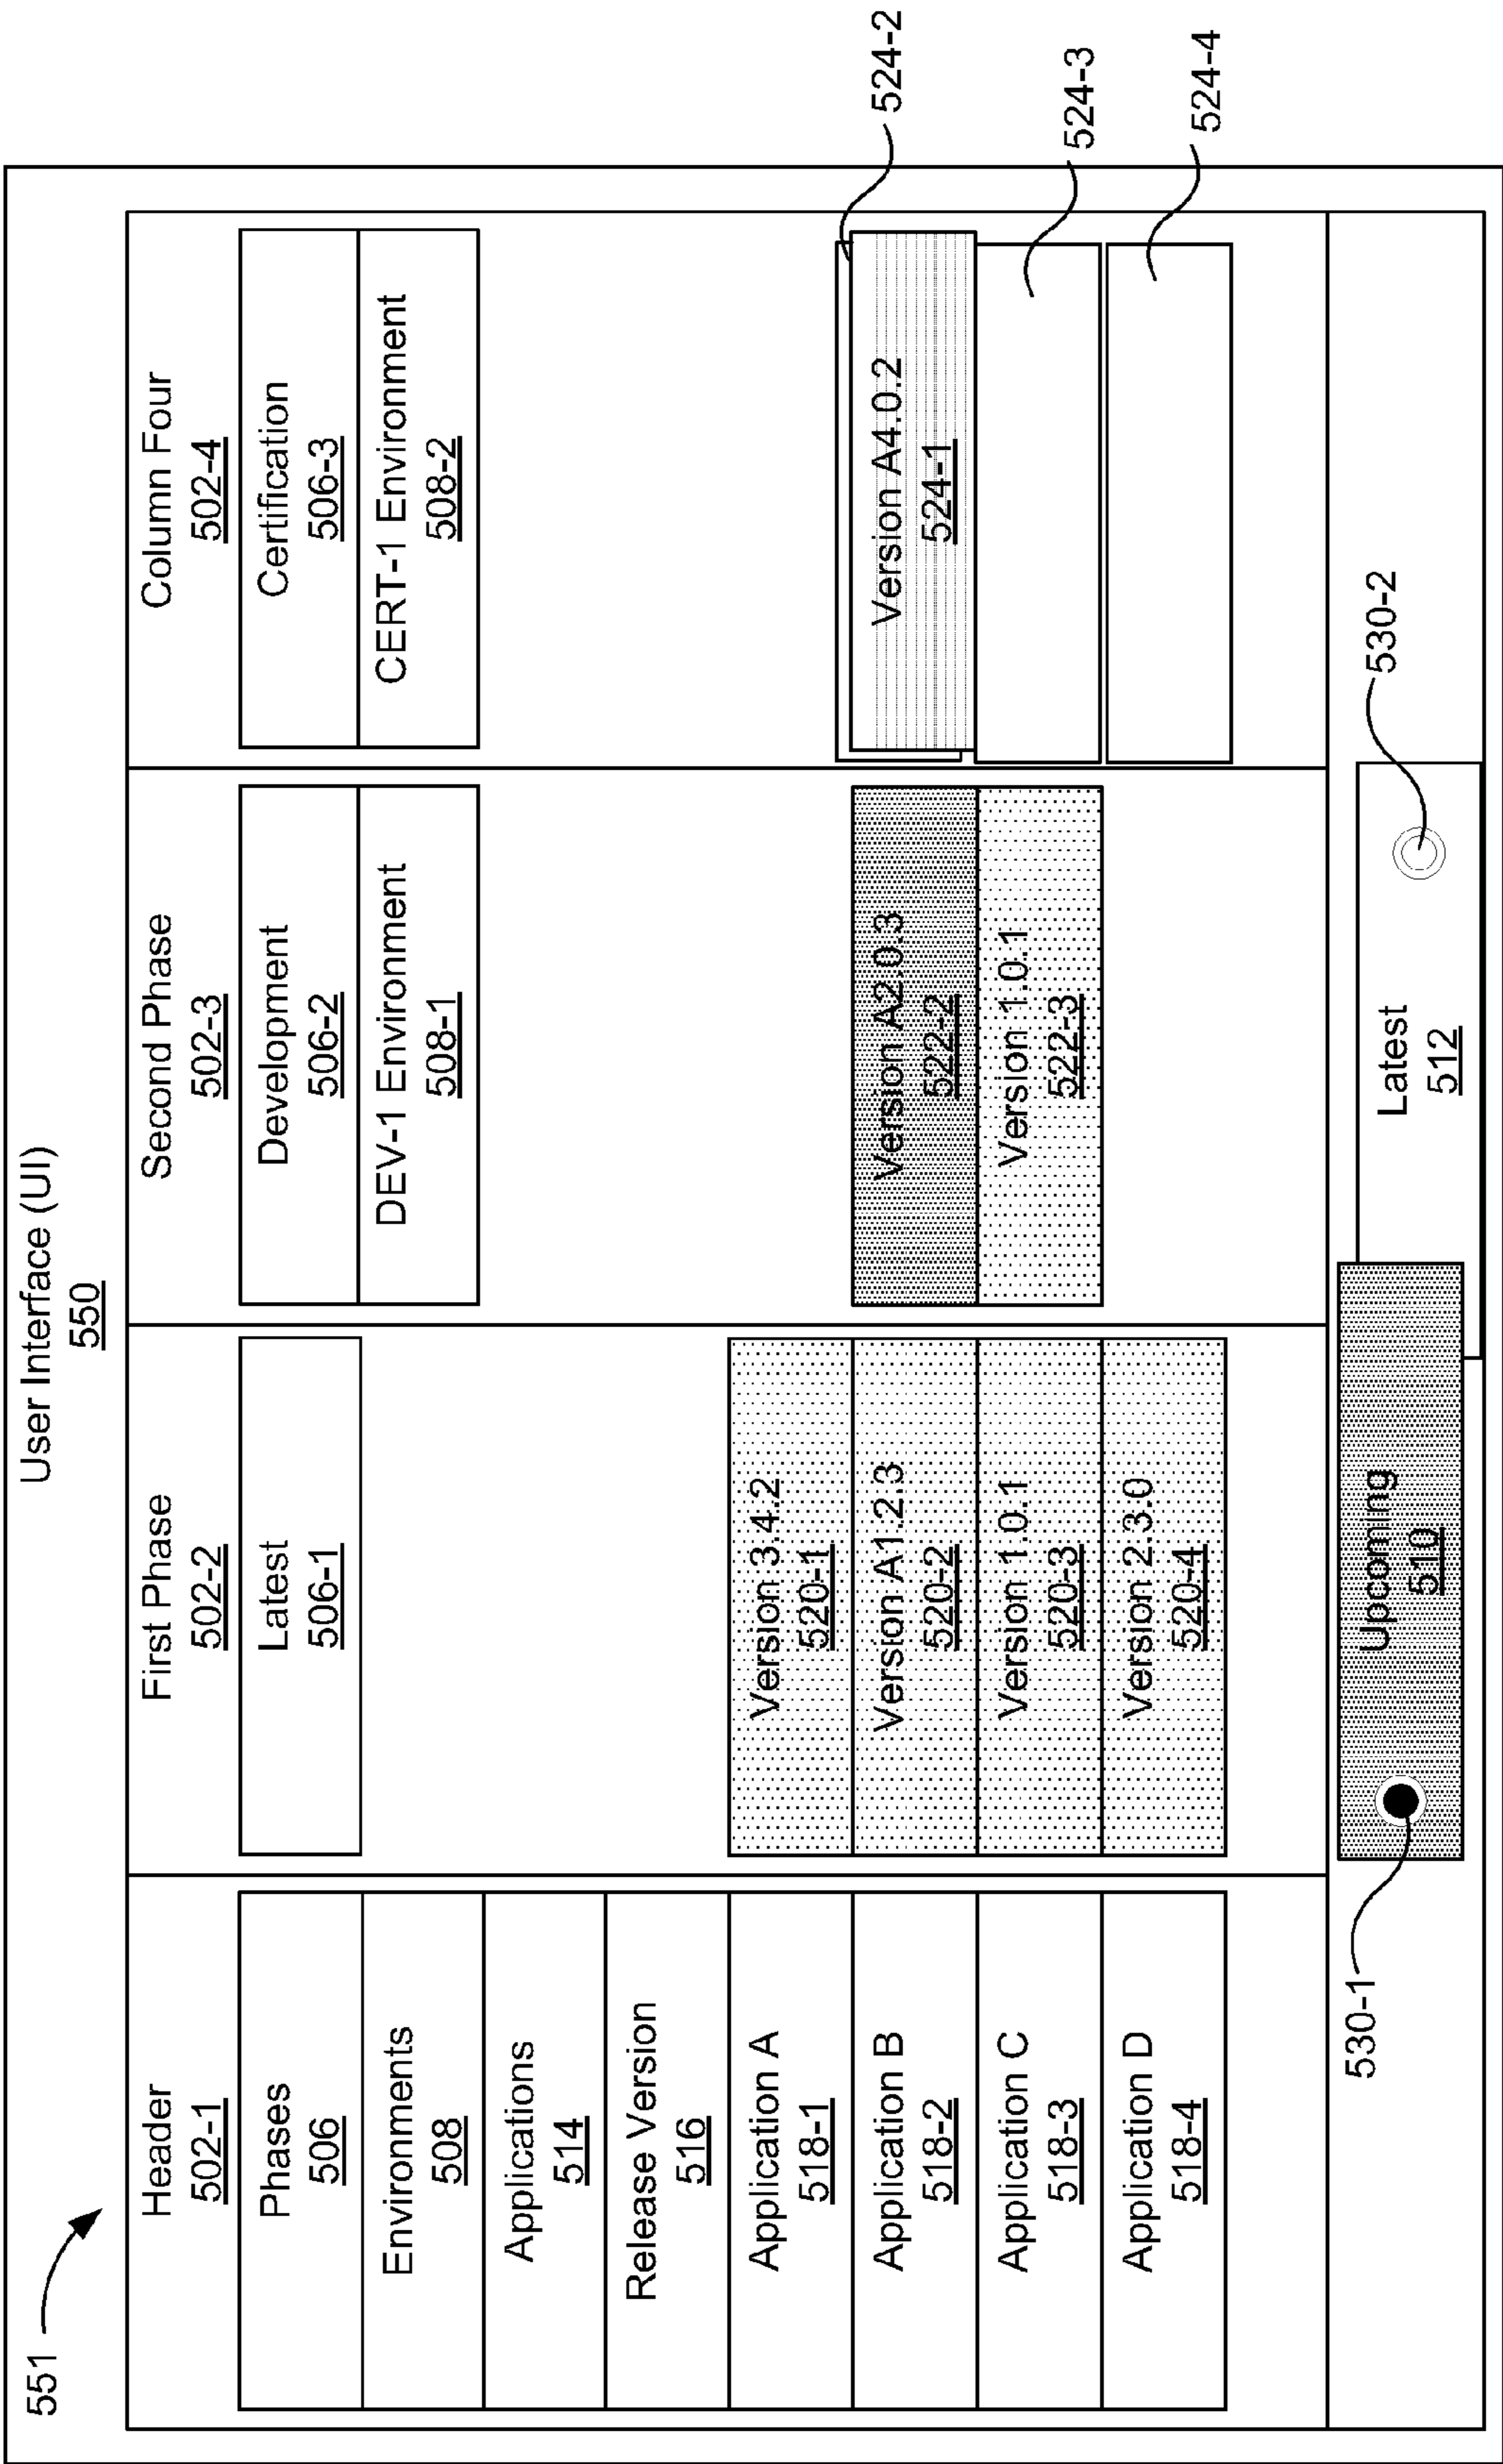 User Interface (UI)
550
551
Header
502-1
First Phase
502-2
Second Phase
502-3
Column Four
502-4
Phases
506
Latest
506-1
Development
506-2
Certification
506-3
Environments
508
DEV-1 Environment
508-1
CERT-1 Environment
508-2
Applications
514
Release Version
516
Application A
518-1
Version 3.4.2
520-1
524-2
Application B
518-2
Version A1.2.3
520-2
Version A2.0.3
522-2
Version A4.0.2
524-1
Application C
518-3
Version 1.0.1
520-3
Version 1.0.1
522-3
524-3
Application D
518-4
Version 2.3.0
520-4
524-4
530-1
Upcoming
510
Latest
512
530-2